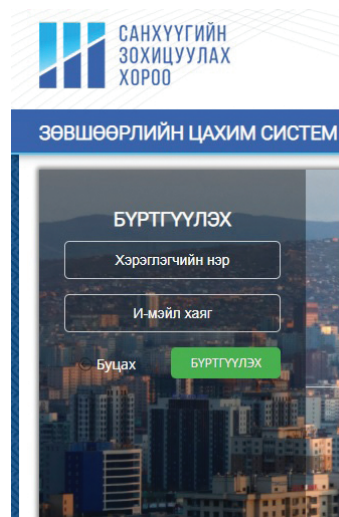 САНХҮҮГИЙН
ЗОХИЦУУЛАХ
ХОРОО
ЗӨВШӨӨРЛИЙН ЦАХИМ СИСТЕМ
БҮРТГҮҮЛЭХ
Хэрэглэгчийн нэр
И-мэйл хаяг
Буцах
БҮРТГҮҮЛЭХ